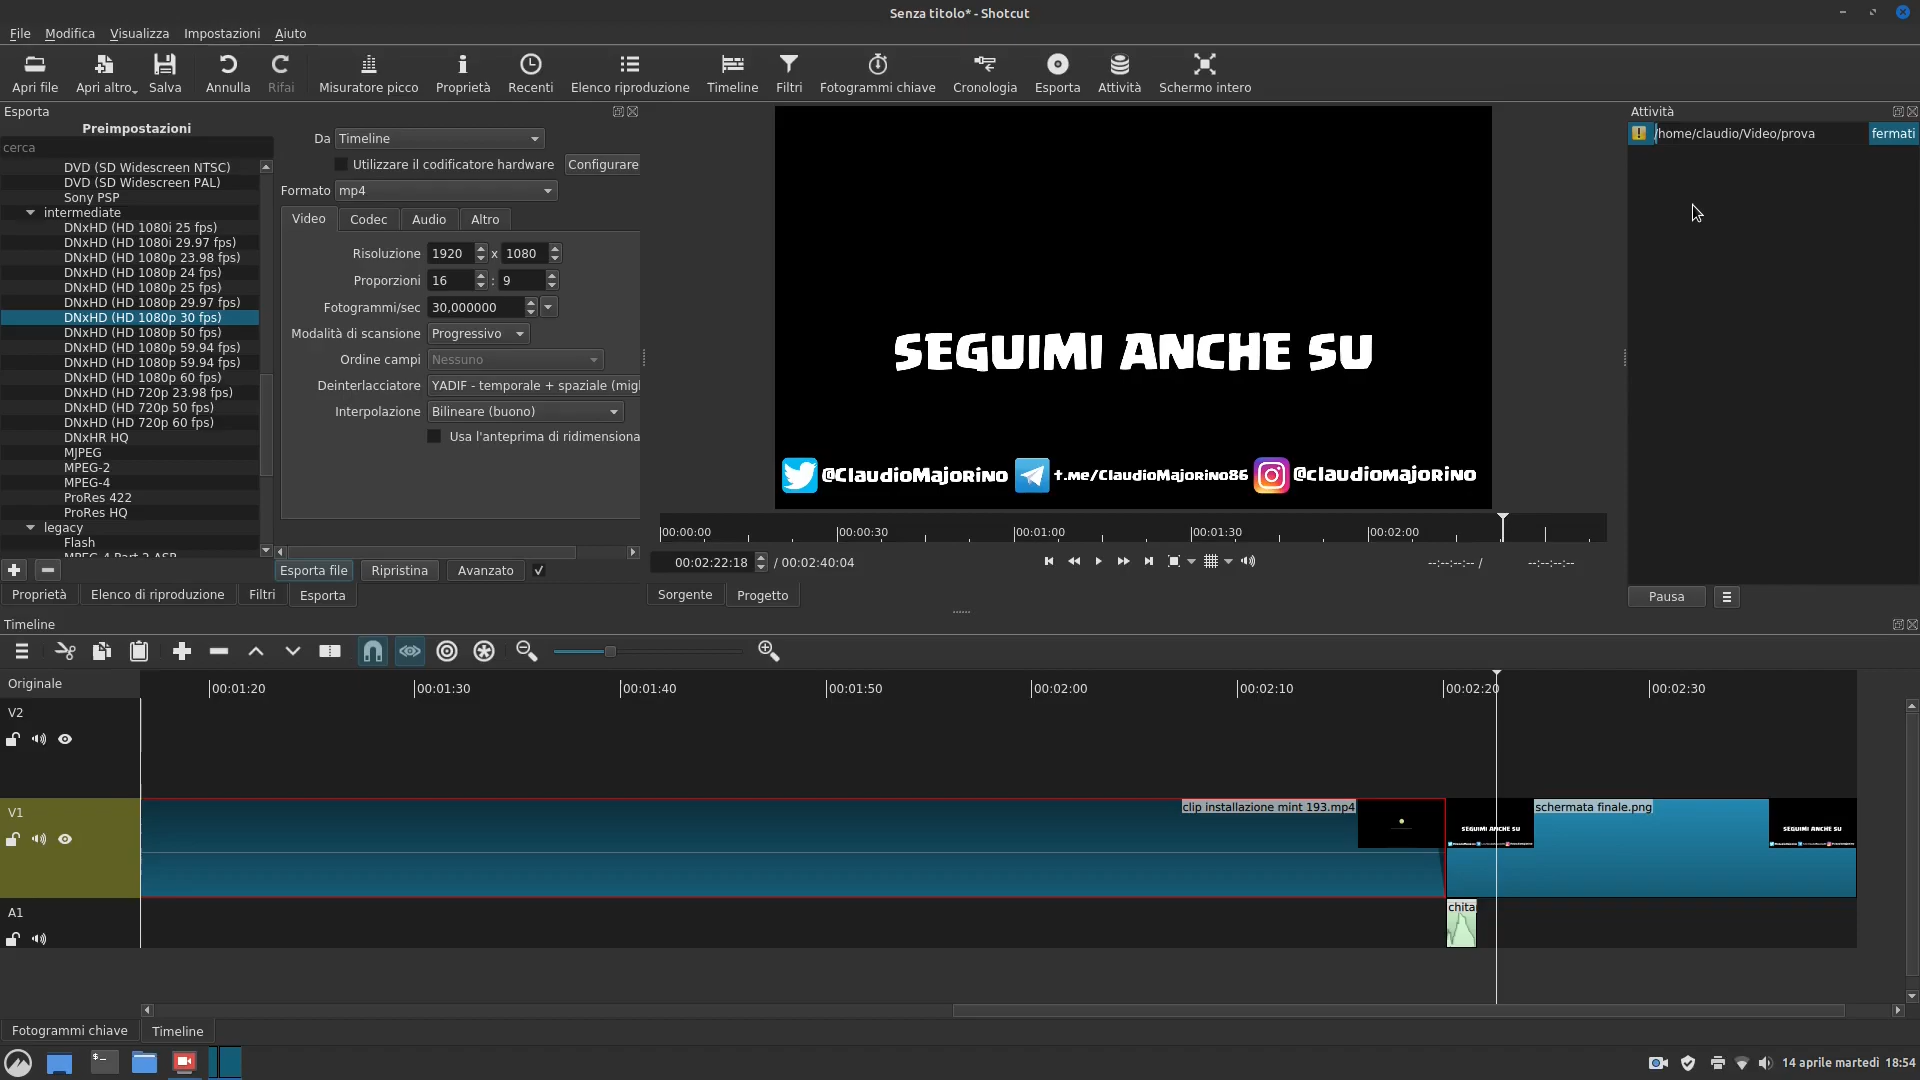 Senza titolo* - Shotcut
File Modifica Visualizza Impostazioni Aiuto
Apri file Apri altro Salva Annulla Rifai Misuratore picco Proprietà Recenti Elenco riproduzione Timeline Filtri Fotogrammi chiave Cronologia Esporta Attività Schermo intero
Esporta
Preimpostazioni
cerca
DVD (SD Widescreen NTSC)
DVD (SD Widescreen PAL)
Sony PSP
intermediate
DNxHD (HD 1080i 25 fps)
DNxHD (HD 1080i 29.97 fps)
DNxHD (HD 1080p 23.98 fps)
DNxHD (HD 1080p 24 fps)
DNxHD (HD 1080p 25 fps)
DNxHD (HD 1080p 29.97 fps)
DNxHD (HD 1080p 30 fps)
DNxHD (HD 1080p 50 fps)
DNxHD (HD 1080p 59.94 fps)
DNxHD (HD 1080p 59.94 fps)
DNxHD (HD 1080p 60 fps)
DNxHD (HD 720p 23.98 fps)
DNxHD (HD 720p 50 fps)
DNxHD (HD 720p 60 fps)
DNxHR HQ
MJPEG
MPEG-2
MPEG-4
ProRes 422
ProRes HQ
legacy
Flash
MPEG-4 Part 2 ASP
Da Timeline
Utilizzare il codificatore hardware Configurare
Formato mp4
Video Codec Audio Altro
Risoluzione 1920 x 1080
Proporzioni 16 : 9
Fotogrammi/sec 30,000000
Modalità di scansione Progressivo
Ordine campi Nessuno
Deinterlacciatore YADIF - temporale + spaziale (migl
Interpolazione Bilineare (buono)
Usa l'anteprima di ridimensiona
Esporta file Ripristina Avanzato
Proprietà Elenco di riproduzione Filtri Esporta
SEGUIMI ANCHE SU
@ClaudioMajorino t.me/ClaudioMajorino86 @claudiomajorino
00:00:00 00:00:30 00:01:00 00:01:30 00:02:00
00:02:22:18 / 00:02:40:04 --:--:--:-- / --:--:--:--
Sorgente Progetto
Attività
/home/claudio/Video/prova fermati
Pausa
Timeline
Originale 00:01:20 00:01:30 00:01:40 00:01:50 00:02:00 00:02:10 00:02:20 00:02:30
V2
V1
clip installazione mint 193.mp4 schermata finale.png
SEGUIMI ANCHE SU SEGUIMI ANCHE SU
A1
chita
Fotogrammi chiave Timeline
14 aprile martedì 18:54